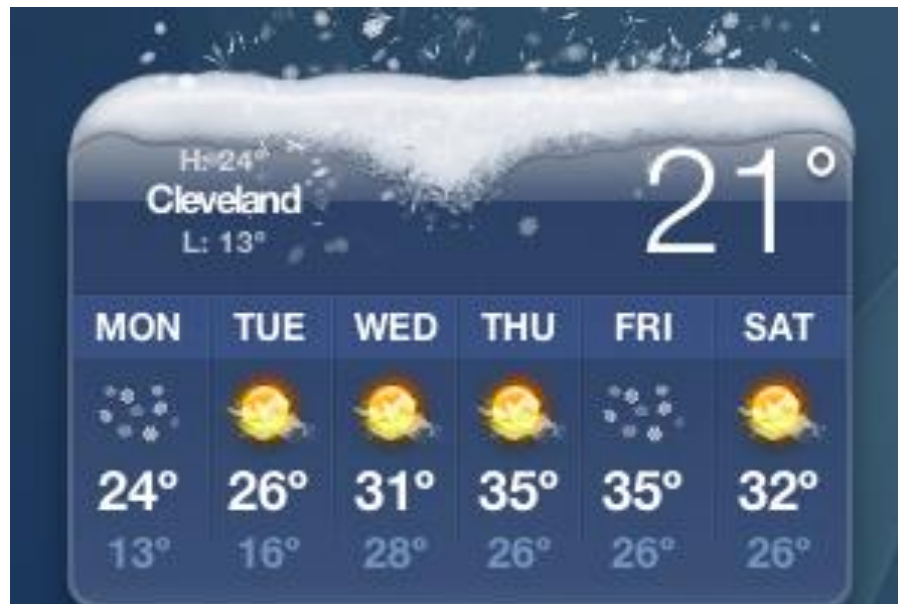 H: 24°
Cleveland
L: 13°
21°
MON TUE WED THU FRI SAT
24° 26° 31° 35° 35° 32°
13° 16° 28° 26° 26° 26°